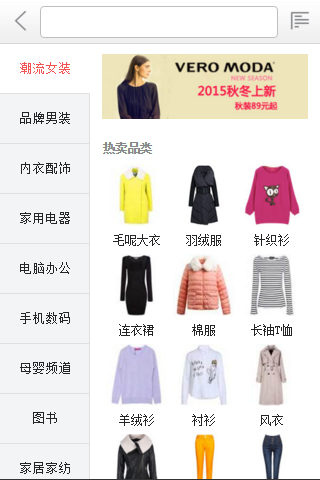 潮流女装
品牌男装
内衣配饰
家用电器
电脑办公
手机数码
母婴频道
图书
家居家纺
VERO MODA
NEW SEASON
2015秋冬上新
秋装89元起
热卖品类
毛呢大衣
羽绒服
针织衫
连衣裙
棉服
长袖T恤
羊绒衫
衬衫
风衣